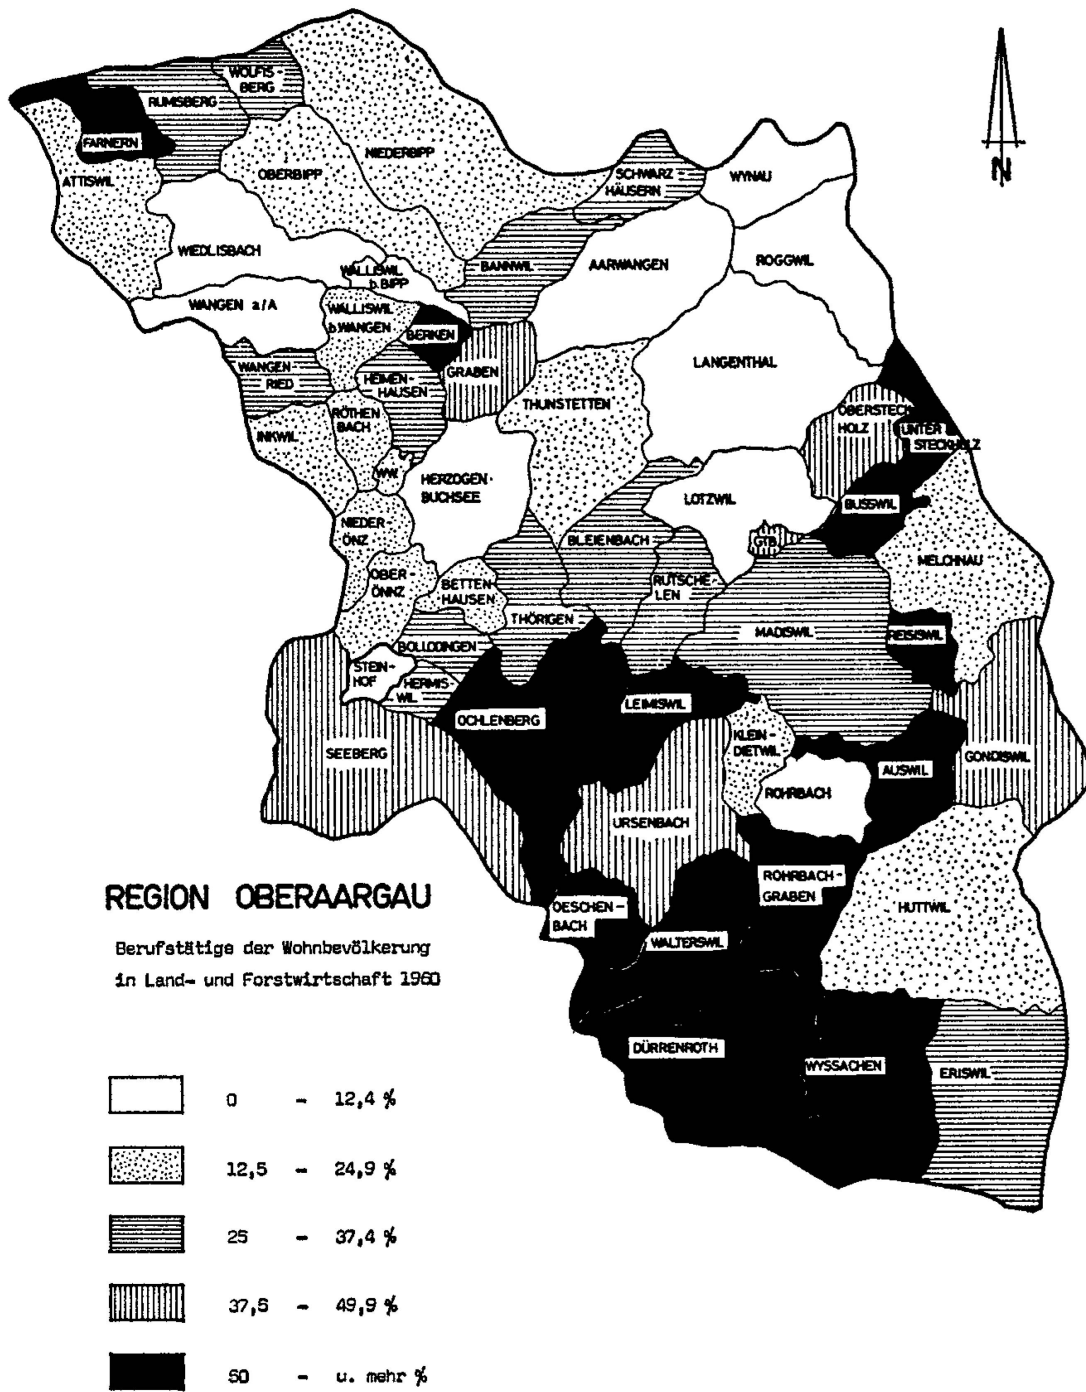 WOLFIS-
BERG
RUMISBERG
FARNERN
NIEDERBIPP
OBERBIPP
ATTISWIL
SCHWARZ-
HÄUSERN
WYNAU
N
WIEDLISBACH
WALLISWIL
b. BIPP
BANNWIL
AARWANGEN
ROGGWIL
WANGEN a/A
WALLISWIL
b. WANGEN
BERKEN
WANGEN
RIED
HEIMEN-
HAUSEN
GRABEN
LANGENTHAL
THUNSTETTEN
RÖTHEN
BACH
INKWIL
OBERSTECK
HOLZ
UNTER
STECKHOLZ
WW.
HERZOGEN-
BUCHSEE
LOTZWIL
BUSSWIL
NIEDER
ÖNZ
BLEIENBACH
GTB
MELCHNAU
OBER-
ÖNNZ
BETTEN
HAUSEN
RÜTSCHE-
LEN
THÖRIGEN
MADISWIL
REISISWIL
BOLLODINGEN
STEIN-
HOF
HERMIS-
WIL
OCHLENBERG
LEIMISWIL
KLEIN-
DIETWIL
SEEBERG
GONDISWIL
AUSWIL
ROHRBACH
URSENBACH
ROHRBACH-
GRABEN
REGION OBERAARGAU
OESCHEN-
BACH
HUTTWIL
Berufstätige der Wohnbevölkerung
in Land- und Forstwirtschaft 1960
WALTERSWIL
DÜRRENROTH
WYSSACHEN
ERISWIL
0 - 12,4 %
12,5 - 24,9 %
25 - 37,4 %
37,5 - 49,9 %
50 - u. mehr %